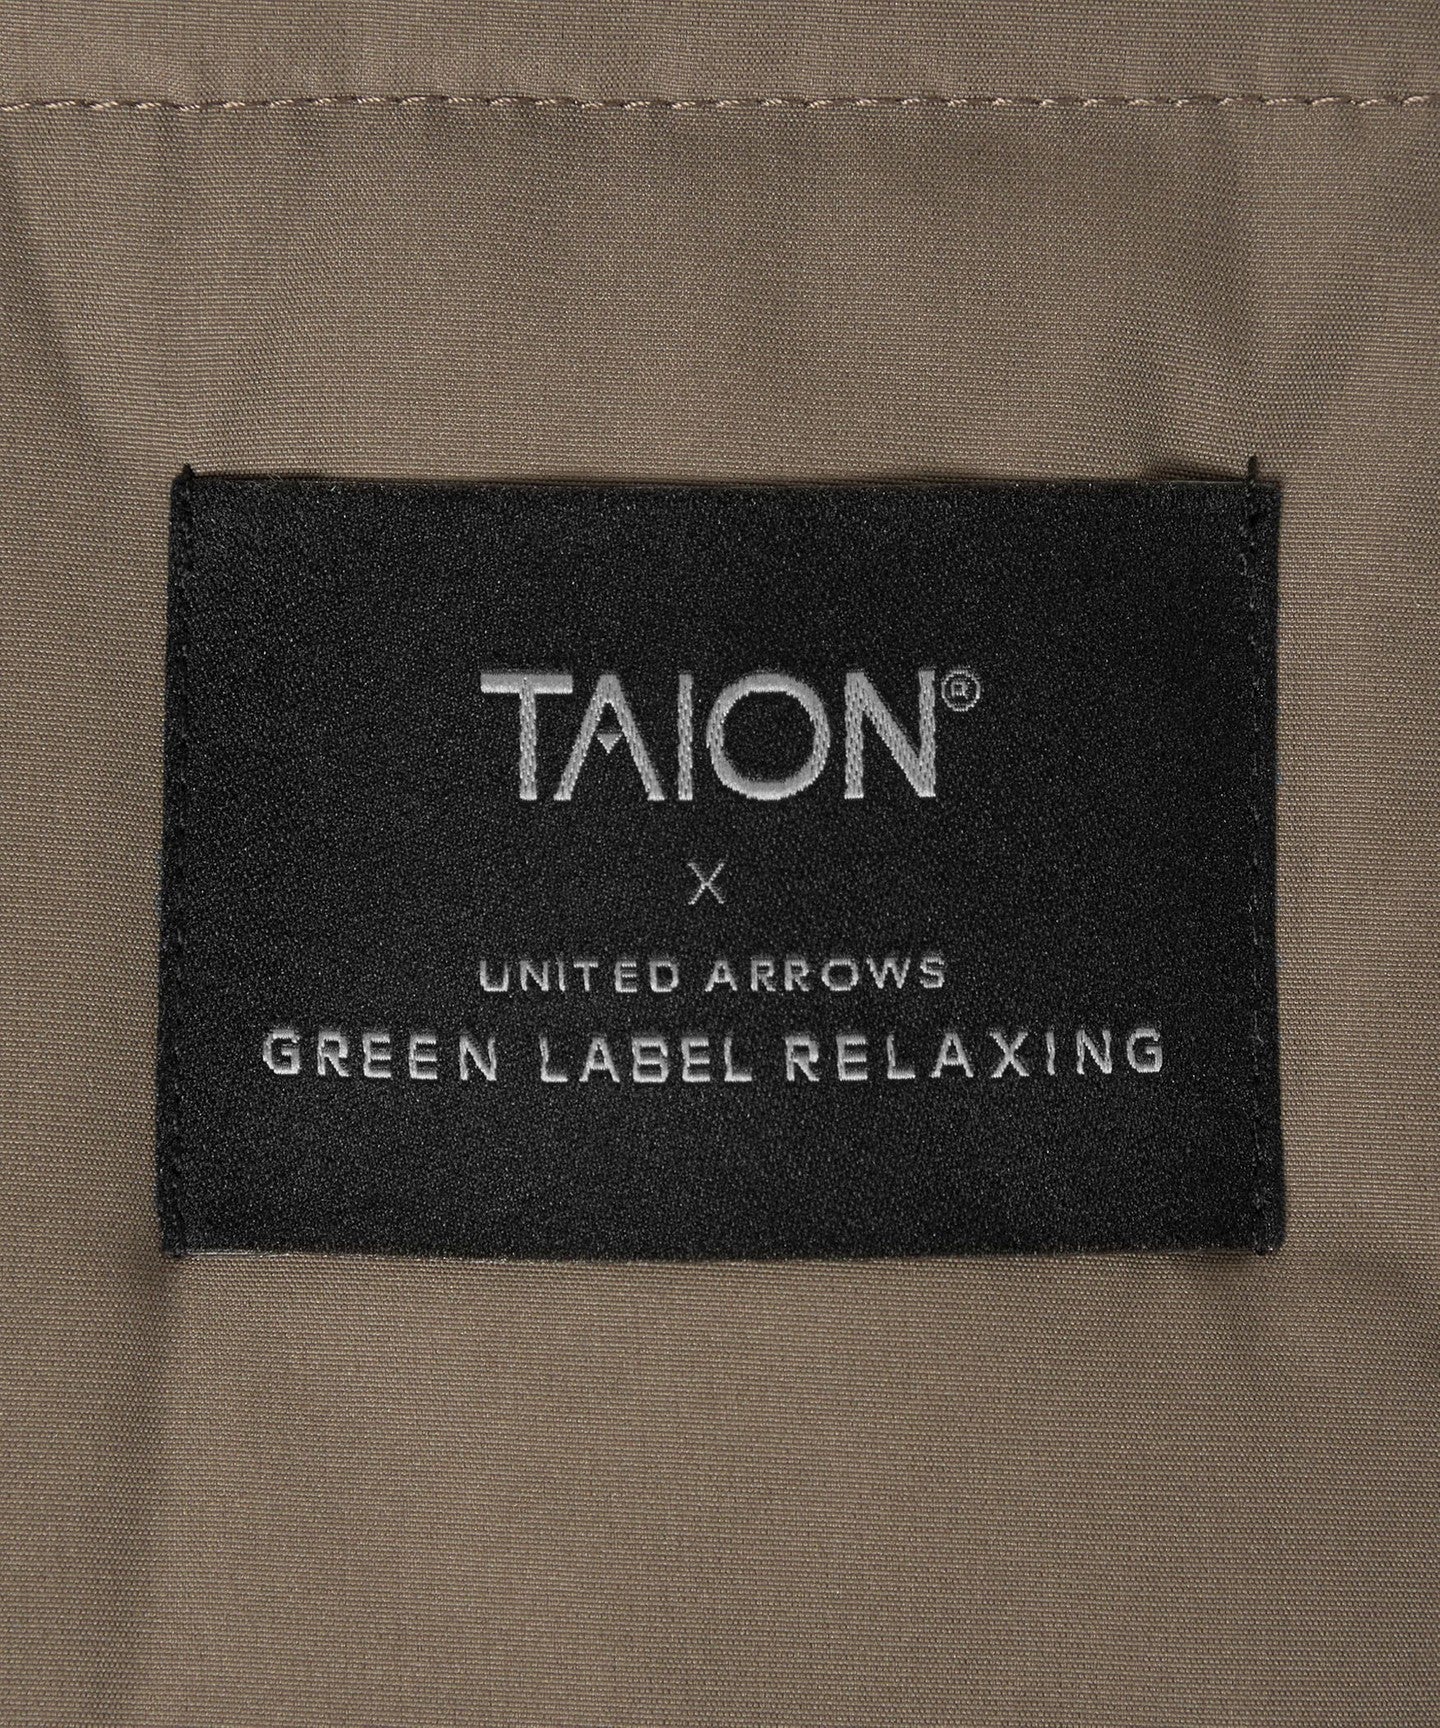 TAION®
X
UNITED ARROWS
GREEN LABEL RELAXING